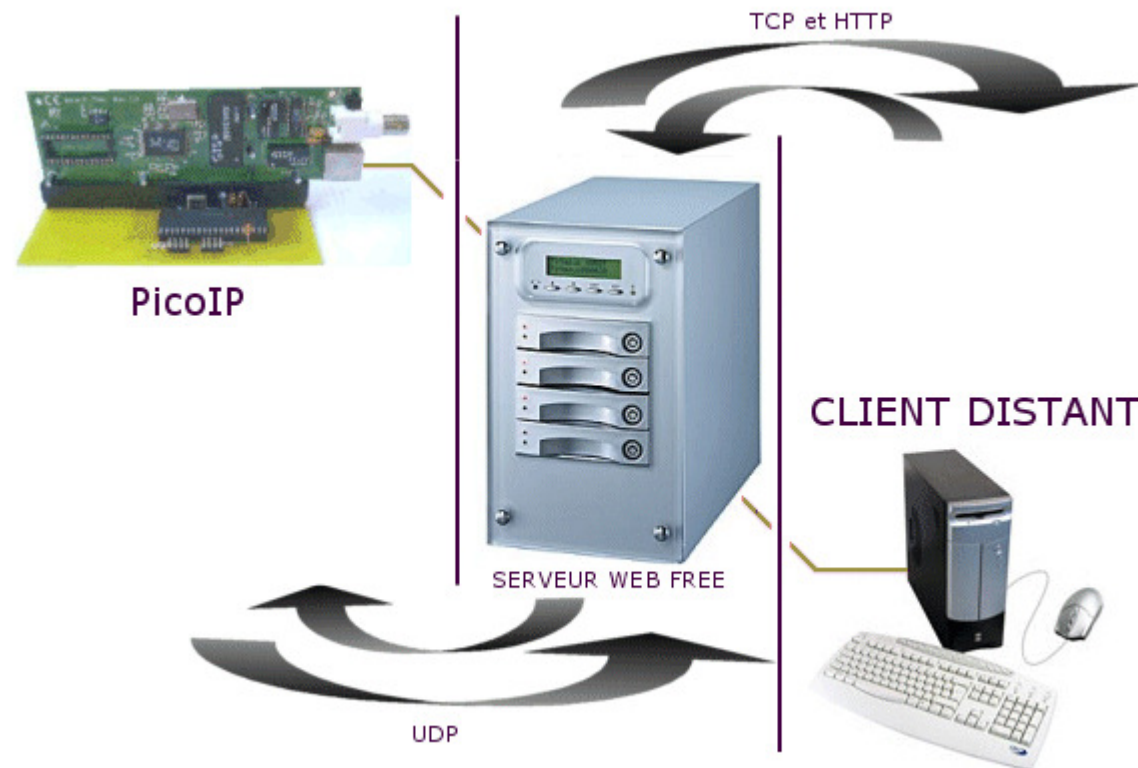 TCP et HTTP
PicoIP
CLIENT DISTANT
SERVEUR WEB FREE
UDP